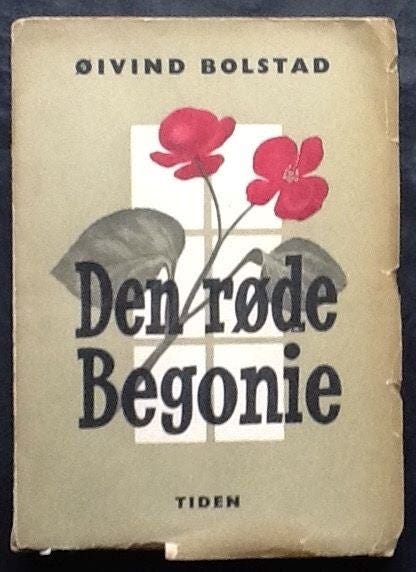 ØIVIND BOLSTAD
Den røde
Begonie
TIDEN